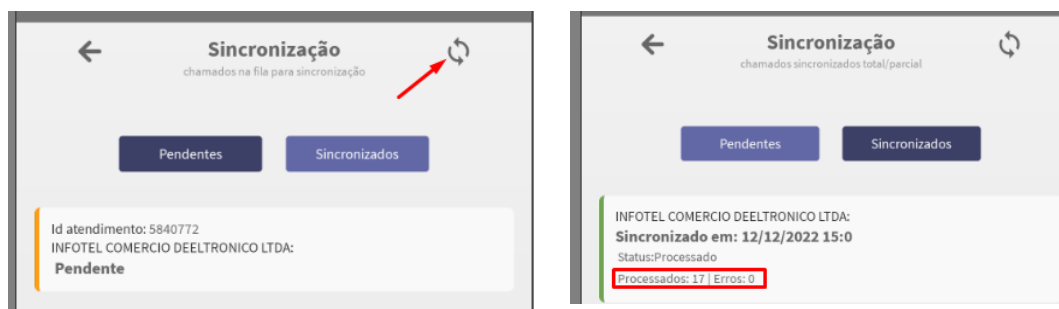 Sincronização
chamados na fila para sincronização
Pendentes
Sincronizados
Id atendimento: 5840772
INFOTEL COMERCIO DEELTRONICO LTDA:
Pendente
Sincronização
chamados sincronizados total/parcial
Pendentes
Sincronizados
INFOTEL COMERCIO DEELTRONICO LTDA:
Sincronizado em: 12/12/2022 15:0
Status:Processado
Processados: 17 | Erros: 0